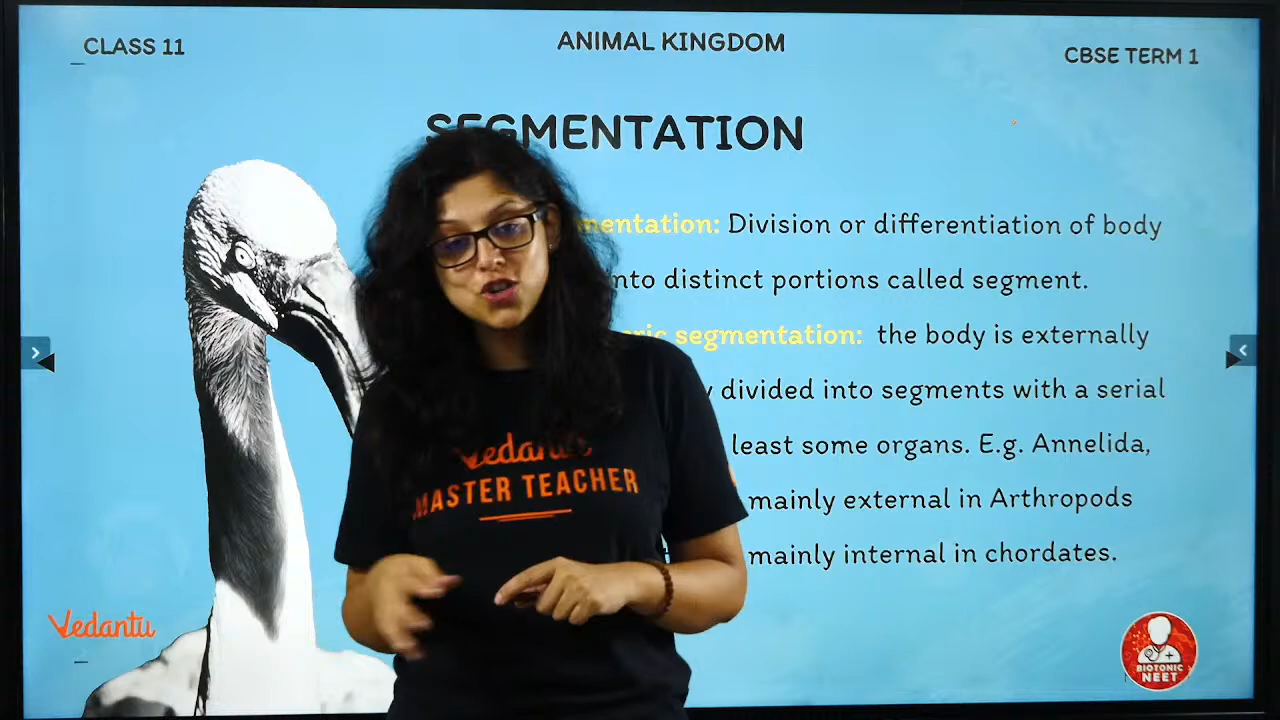 CLASS 11
ANIMAL KINGDOM
CBSE TERM 1
SEGMENTATION
mentation: Division or differentiation of body
nto distinct portions called segment.
eric segmentation: the body is externally
y divided into segments with a serial
least some organs. E.g. Annelida,
mainly external in Arthropods
mainly internal in chordates.
Vedantu
MASTER TEACHER
Vedantu
BIOTONIC
NEET